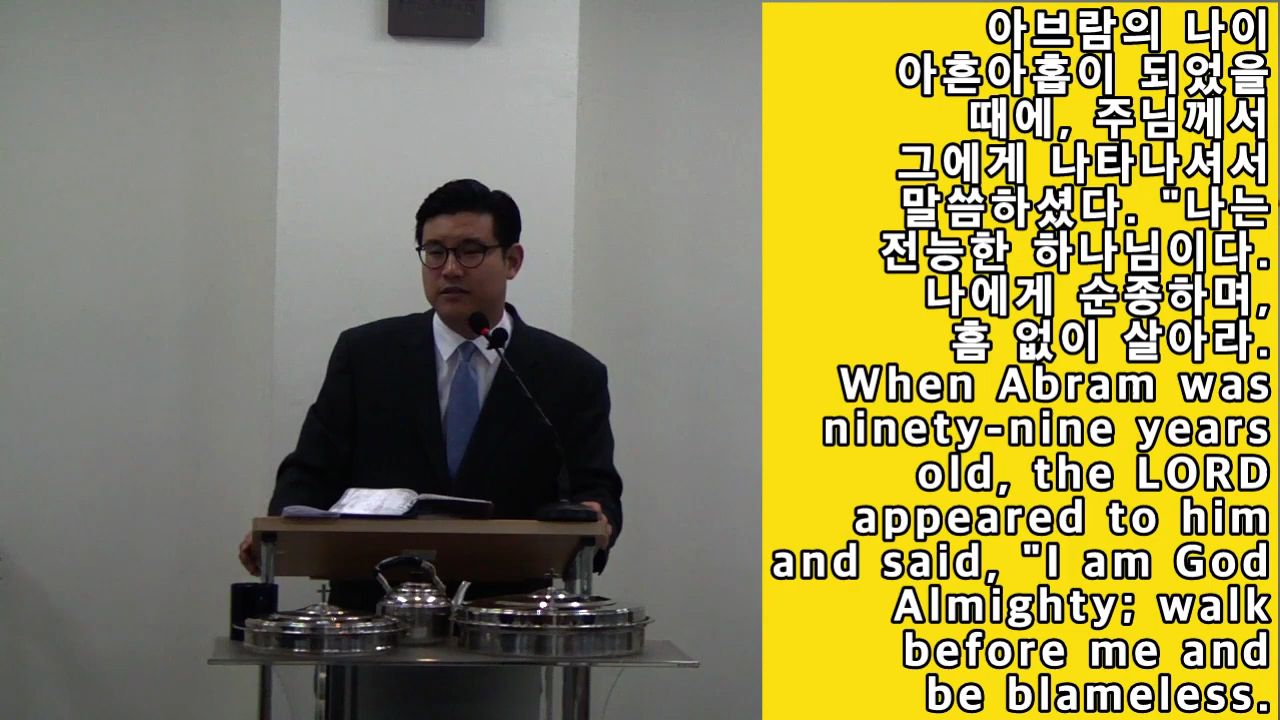 아브람의 나이
아흔아홉이 되었을
때에, 주님께서
그에게 나타나셔서
말씀하셨다. "나는
전능한 하나님이다.
나에게 순종하며,
흠 없이 살아라.
When Abram was
ninety-nine years
old, the LORD
appeared to him
and said, "I am God
Almighty; walk
before me and
be blameless.